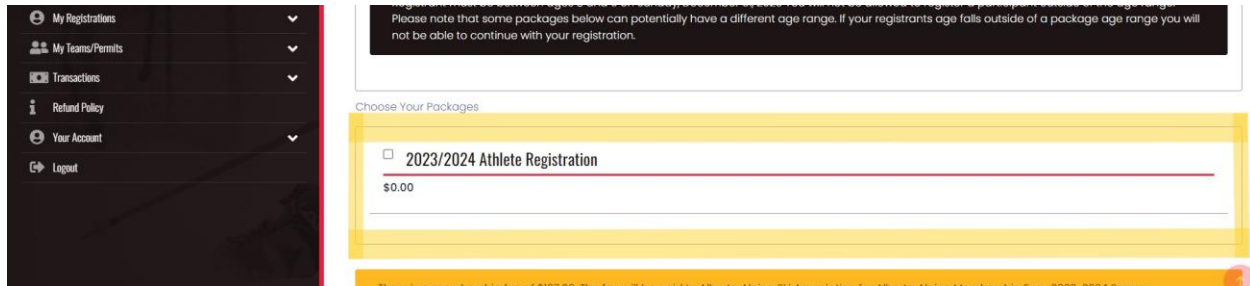 My Registrations
My Teams/Permits
Transactions
Refund Policy
Your Account
Logout
Please note that some packages below can potentially have a different age range. If your registrants age falls outside of a package age range you will
not be able to continue with your registration.
Choose Your Packages
2023/2024 Athlete Registration
$0.00